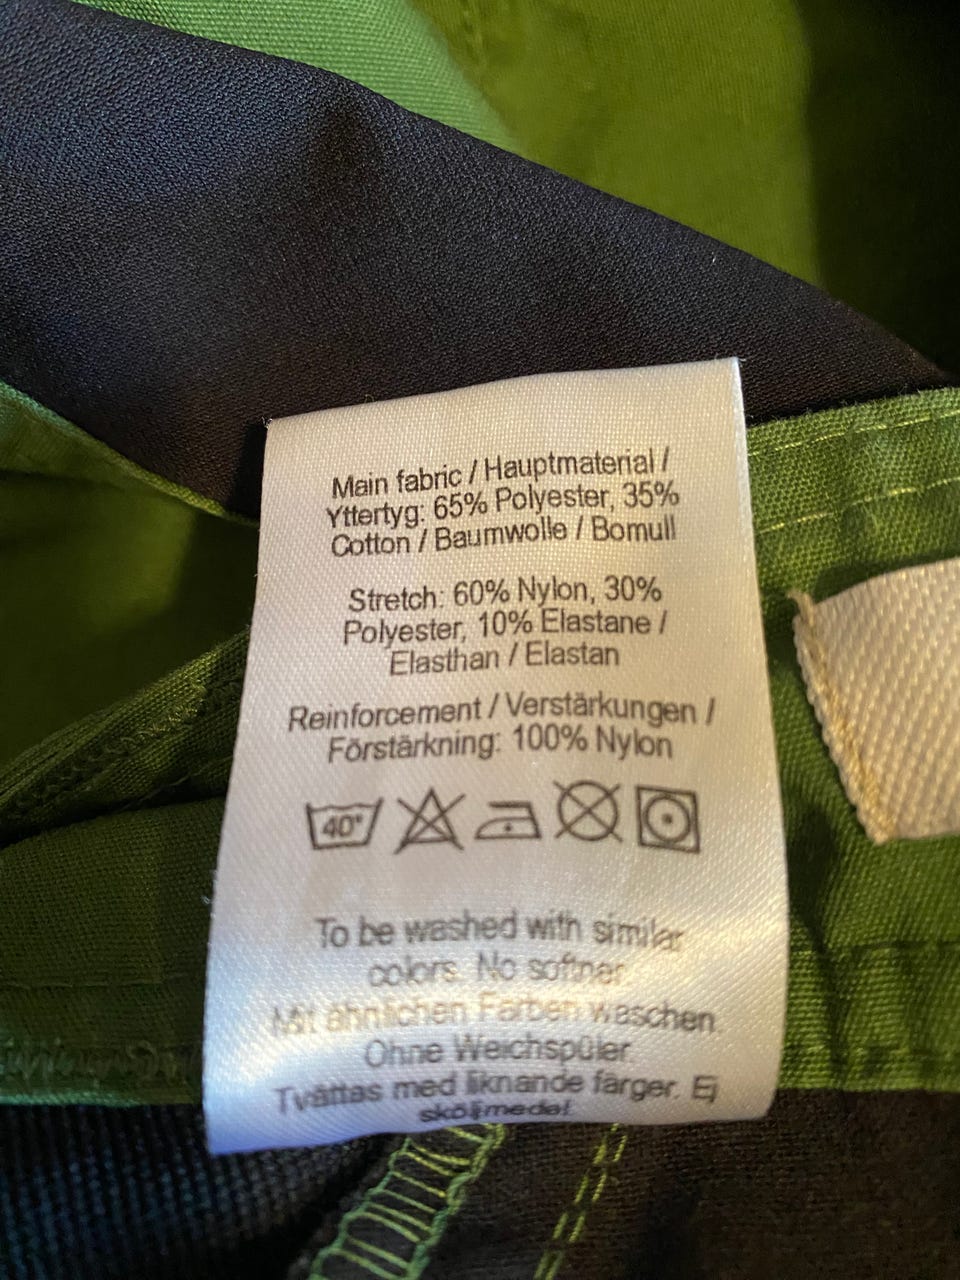 Main fabric / Hauptmaterial /
Yttertyg: 65% Polyester, 35%
Cotton / Baumwolle / Bomull
Stretch: 60% Nylon, 30%
Polyester, 10% Elastane /
Elasthan / Elastan
Reinforcement / Verstärkungen /
Förstärkning: 100% Nylon
40°
To be washed with similar
colors. No softner
Mit ähnlichen Farben waschen.
Ohne Weichspüler.
Tvättas med liknande färger. Ej
sköljmedel